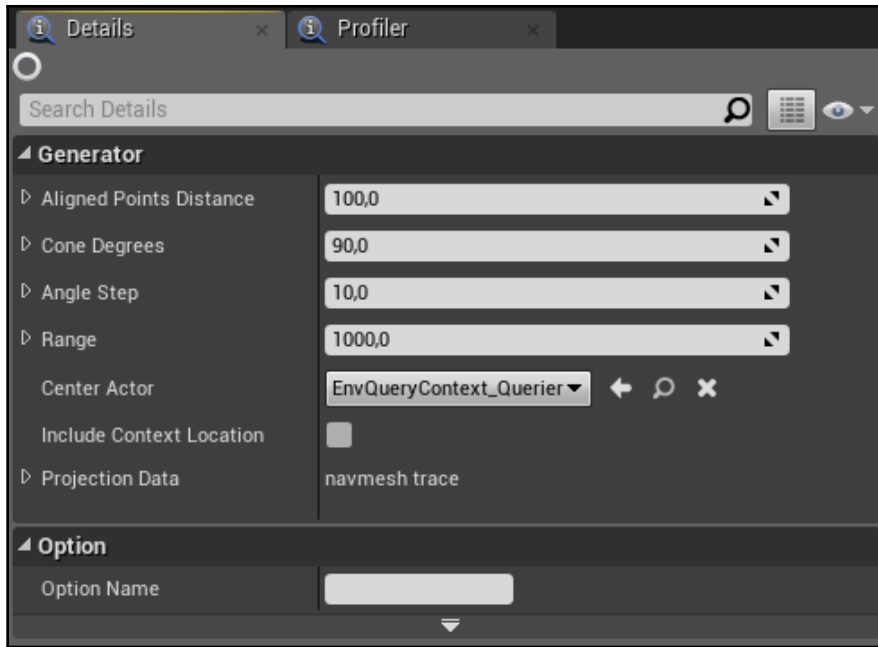 Details
Profiler
Search Details
Generator
Aligned Points Distance 100,0
Cone Degrees 90,0
Angle Step 10,0
Range 1000,0
Center Actor EnvQueryContext_Querier
Include Context Location
Projection Data navmesh trace
Option
Option Name